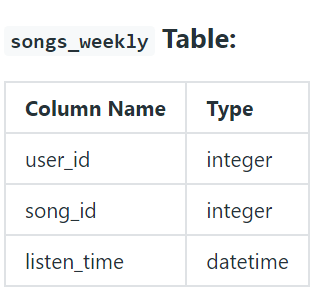 songs_weekly Table:
Column Name Type
user_id integer
song_id integer
listen_time datetime